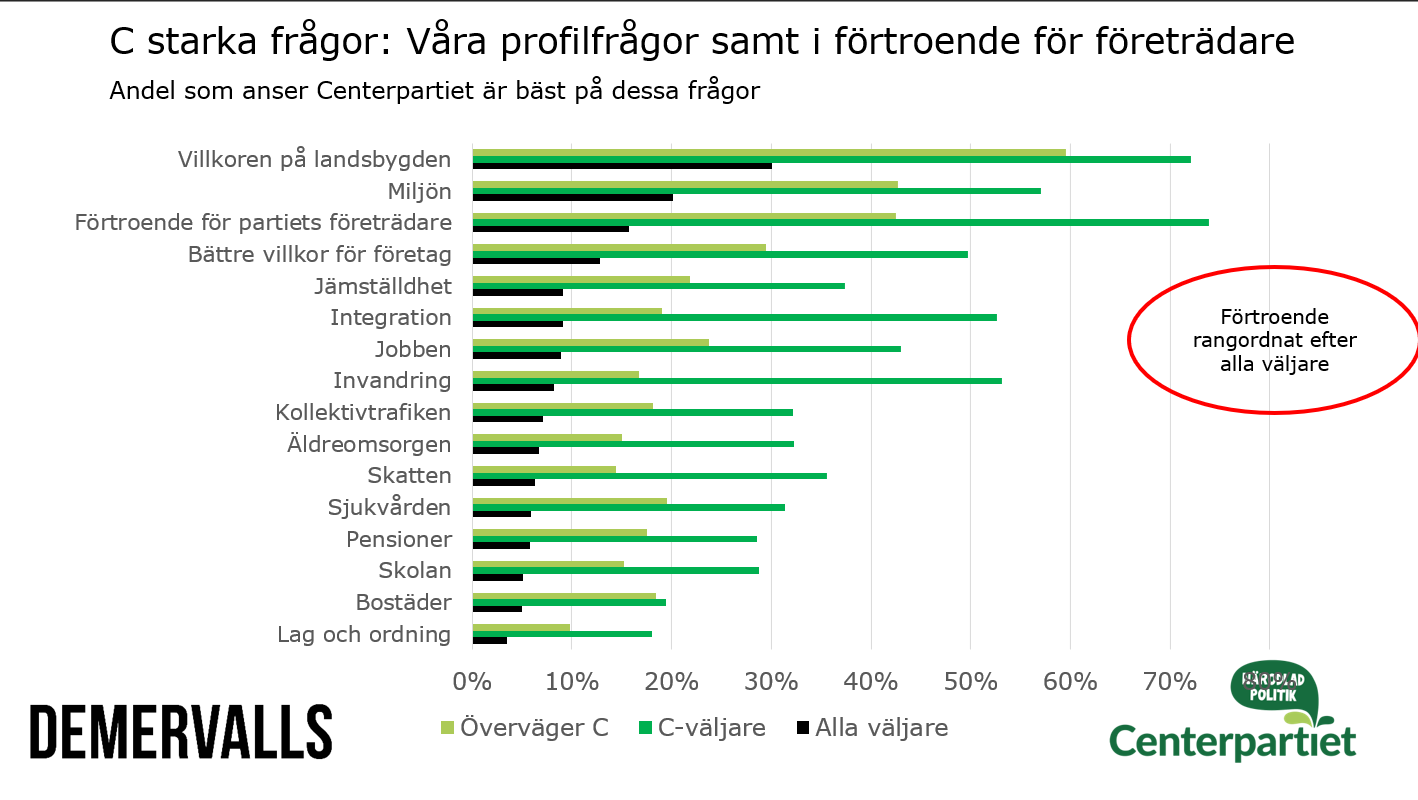 C starka frågor: Våra profilfrågor samt i förtroende för företrädare
Andel som anser Centerpartiet är bäst på dessa frågor
Villkoren på landsbygden
Miljön
Förtroende för partiets företrädare
Bättre villkor för företag
Jämställdhet
Integration
Jobben
Invandring
Kollektivtrafiken
Äldreomsorgen
Skatten
Sjukvården
Pensioner
Skolan
Bostäder
Lag och ordning
Förtroende
rangordnat efter
alla väljare
0% 10% 20% 30% 40% 50% 60% 70%
Överväger C C-väljare Alla väljare
DEMERVALLS
POLITIK
Centerpartiet